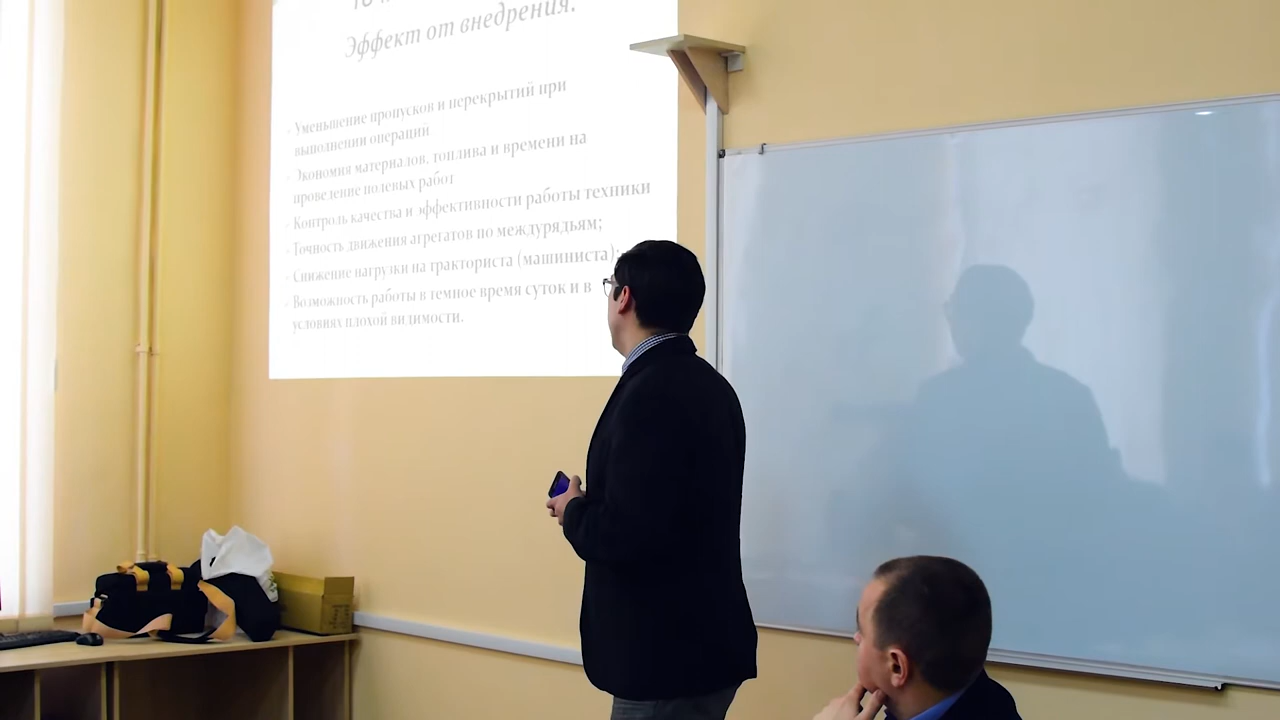 Эффект от внедрения.
- Уменьшение пропусков и перекрытий при
выполнении операций
- Экономия материалов, топлива и времени на
проведение полевых работ
- Контроль качества и эффективности работы техники
- Точность движения агрегатов по междурядьям;
- Снижение нагрузки на тракториста (машиниста);
- Возможность работы в темное время суток и в
условиях плохой видимости.